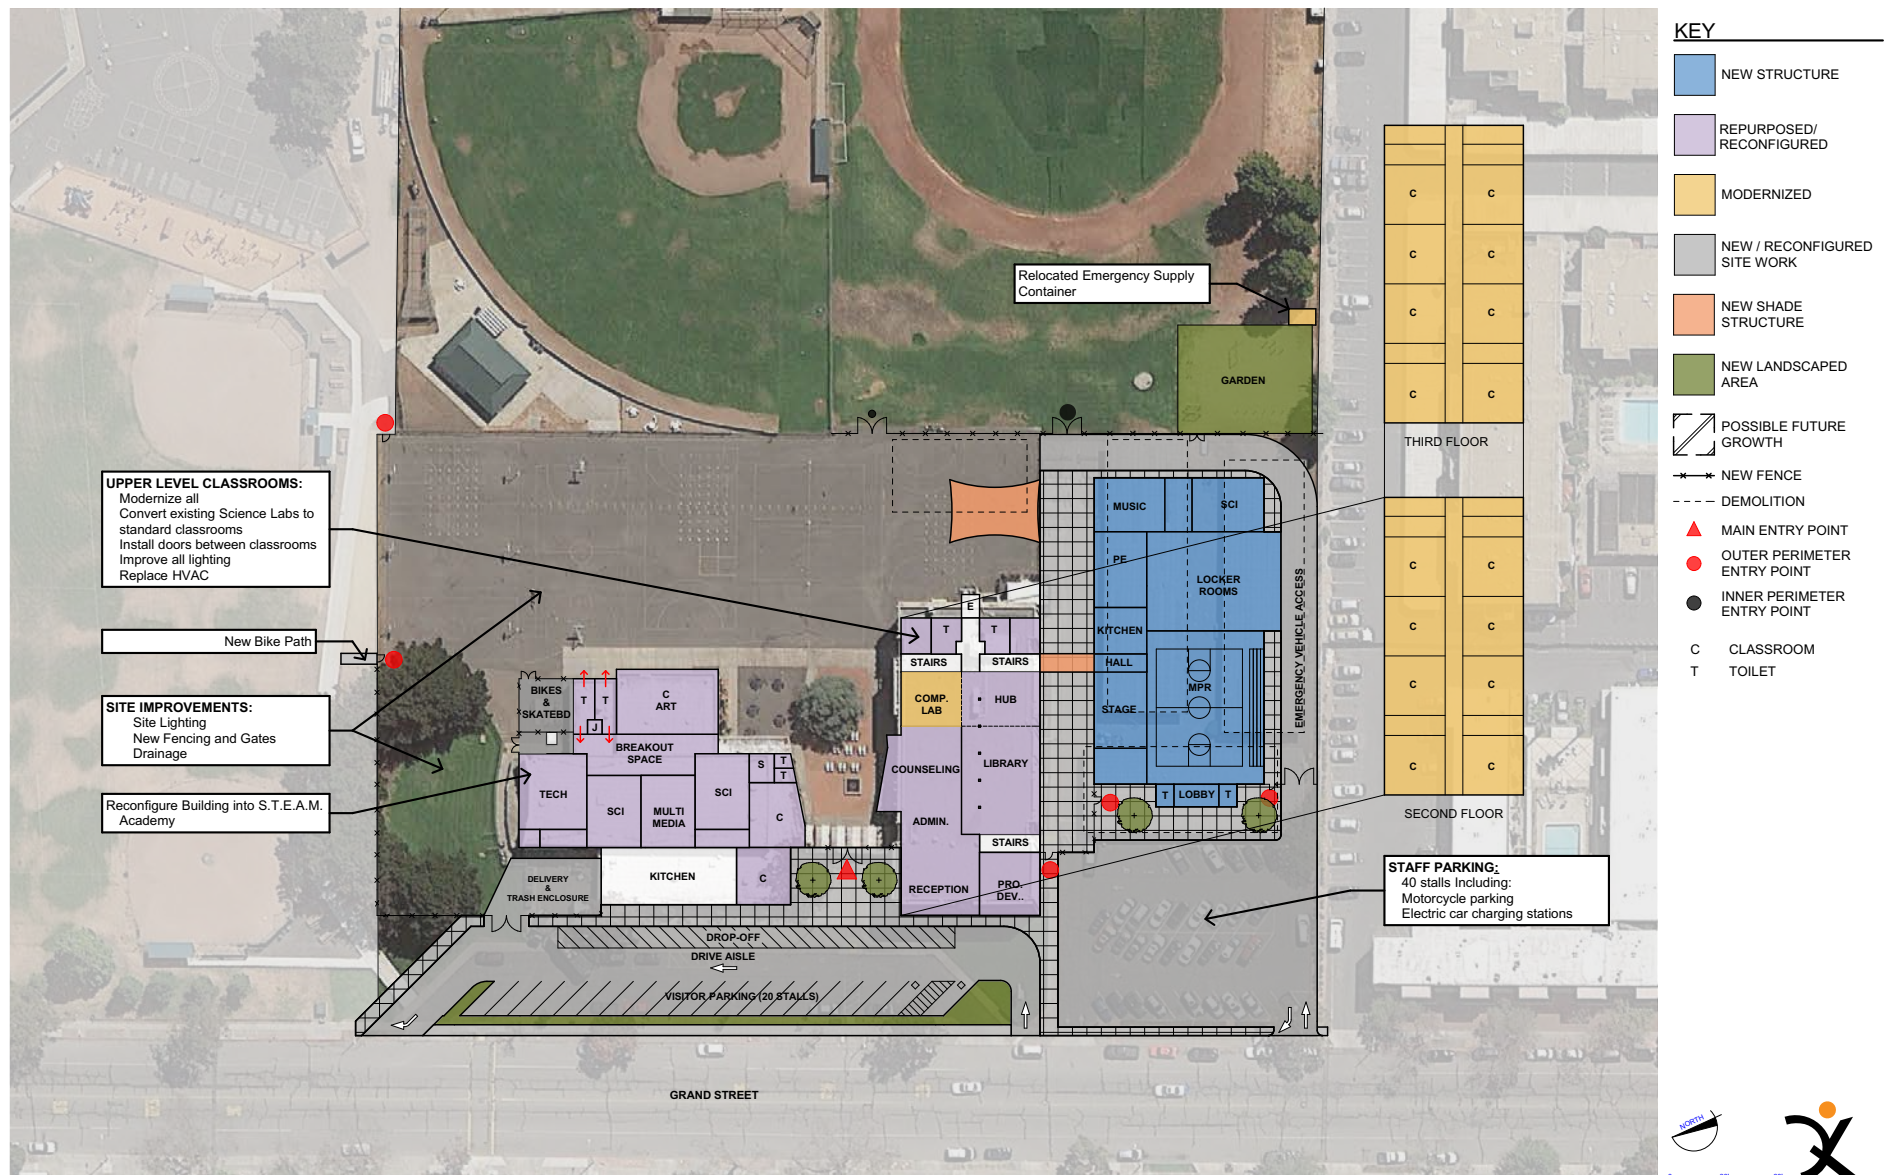 KEY
NEW STRUCTURE
REPURPOSED/
RECONFIGURED
MODERNIZED
NEW / RECONFIGURED
SITE WORK
NEW SHADE
STRUCTURE
NEW LANDSCAPED
AREA
POSSIBLE FUTURE
GROWTH
NEW FENCE
DEMOLITION
MAIN ENTRY POINT
OUTER PERIMETER
ENTRY POINT
INNER PERIMETER
ENTRY POINT
C CLASSROOM
T TOILET
C C
C C
C C
C C
THIRD FLOOR
C C
C C
C C
C C
SECOND FLOOR
Relocated Emergency Supply
Container
GARDEN
UPPER LEVEL CLASSROOMS:
Modernize all
Convert existing Science Labs to
standard classrooms
Install doors between classrooms
Improve all lighting
Replace HVAC
New Bike Path
SITE IMPROVEMENTS:
Site Lighting
New Fencing and Gates
Drainage
Reconfigure Building into S.T.E.A.M.
Academy
STAFF PARKING:
40 stalls Including:
Motorcycle parking
Electric car charging stations
MUSIC
SCI
PE
LOCKER
ROOMS
KITCHEN
HALL
MPR
STAGE
T LOBBY T
EMERGENCY VEHICLE ACCESS
E
T T
STAIRS STAIRS
COMP.
LAB
HUB
COUNSELING
LIBRARY
ADMIN.
STAIRS
RECEPTION
PRO.
DEV..
BIKES
&
SKATEBD
T T
J
C
ART
BREAKOUT
SPACE
TECH
SCI
MULTI
MEDIA
SCI
S
T
T
C
KITCHEN
C
DELIVERY
&
TRASH ENCLOSURE
DROP-OFF
DRIVE AISLE
VISITOR PARKING (20 STALLS)
GRAND STREET
NORTH